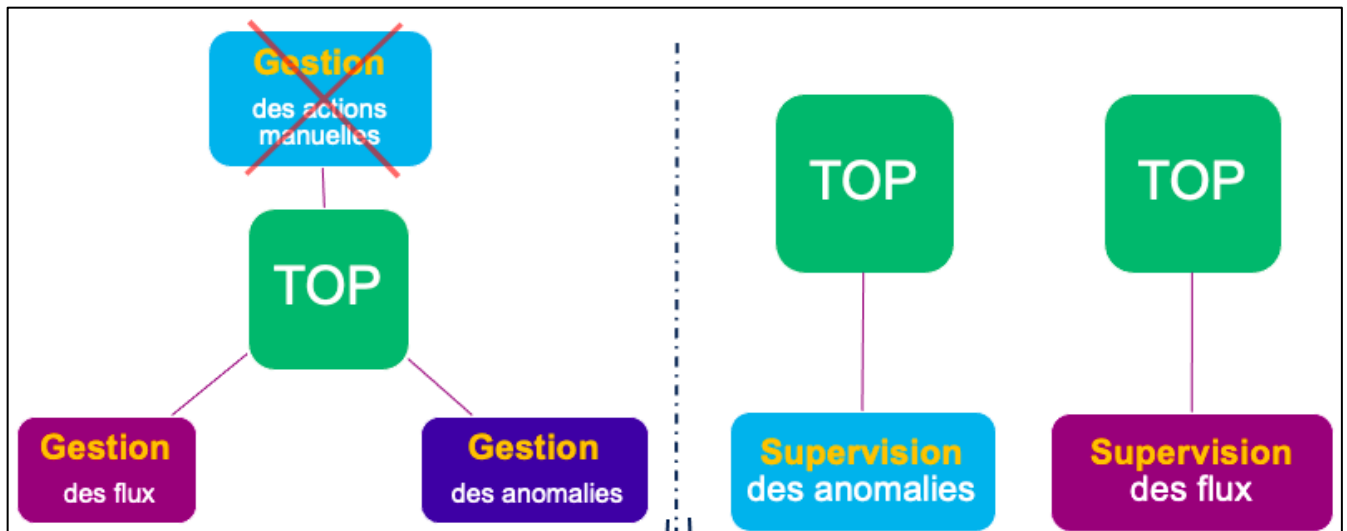 Gestion
des actions
manuelles
TOP
Gestion
des flux
Gestion
des anomalies
TOP
TOP
Supervision
des anomalies
Supervision
des flux